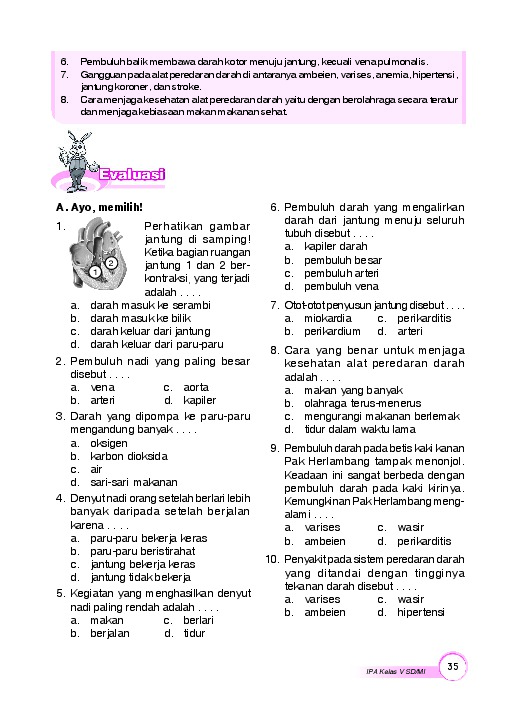 6. Pembuluh balik membawa darah kotor menuju jantung, kecuali vena pulmonalis.
7. Gangguan pada alat peredaran darah di antaranya ambeien, varises, anemia, hipertensi,
jantung koroner, dan stroke.
8. Cara menjaga kesehatan alat peredaran darah yaitu dengan berolahraga secara teratur
dan menjaga kebiasaan makan makanan sehat.
Evaluasi
A. Ayo, memilih!
1. Perhatikan gambar
jantung di samping!
Ketika bagian ruangan
jantung 1 dan 2 ber-
kontraksi, yang terjadi
adalah . . . .
1
2
a. darah masuk ke serambi
b. darah masuk ke bilik
c. darah keluar dari jantung
d. darah keluar dari paru-paru
2. Pembuluh nadi yang paling besar
disebut . . . .
a. vena c. aorta
b. arteri d. kapiler
3. Darah yang dipompa ke paru-paru
mengandung banyak . . . .
a. oksigen
b. karbon dioksida
c. air
d. sari-sari makanan
4. Denyut nadi orang setelah berlari lebih
banyak daripada setelah berjalan
karena . . . .
a. paru-paru bekerja keras
b. paru-paru beristirahat
c. jantung bekerja keras
d. jantung tidak bekerja
5. Kegiatan yang menghasilkan denyut
nadi paling rendah adalah . . . .
a. makan c. berlari
b. berjalan d. tidur
6. Pembuluh darah yang mengalirkan
darah dari jantung menuju seluruh
tubuh disebut . . . .
a. kapiler darah
b. pembuluh besar
c. pembuluh arteri
d. pembuluh vena
7. Otot-otot penyusun jantung disebut . . . .
a. miokardia c. perikarditis
b. perikardium d. arteri
8. Cara yang benar untuk menjaga
kesehatan alat peredaran darah
adalah . . . .
a. makan yang banyak
b. olahraga terus-menerus
c. mengurangi makanan berlemak
d. tidur dalam waktu lama
9. Pembuluh darah pada betis kaki kanan
Pak Herlambang tampak menonjol.
Keadaan ini sangat berbeda dengan
pembuluh darah pada kaki kirinya.
Kemungkinan Pak Herlambang meng-
alami . . . .
a. varises c. wasir
b. ambeien d. perikarditis
10. Penyakit pada sistem peredaran darah
yang ditandai dengan tingginya
tekanan darah disebut . . . .
a. varises c. wasir
b. ambeien d. hipertensi
IPA Kelas V SD/MI 35